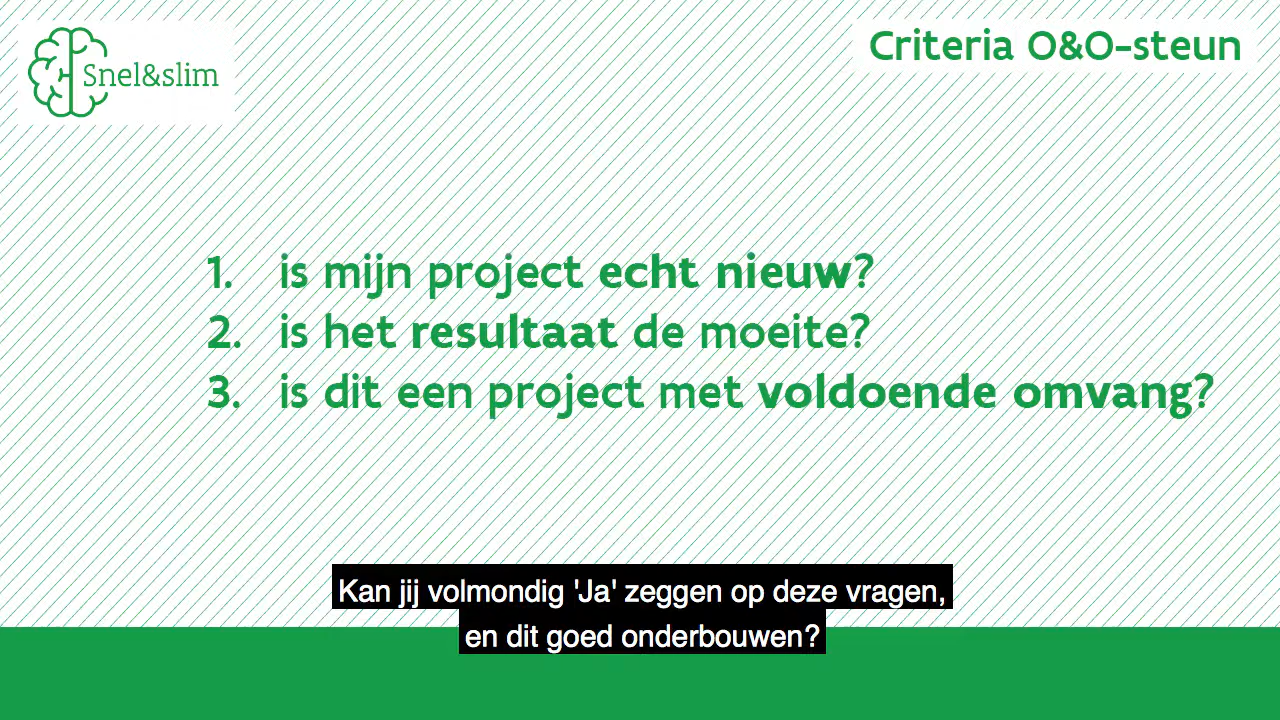 Snel&slim
Criteria O&O-steun
1. is mijn project echt nieuw?
2. is het resultaat de moeite?
3. is dit een project met voldoende omvang?
Kan jij volmondig 'Ja' zeggen op deze vragen,
en dit goed onderbouwen?